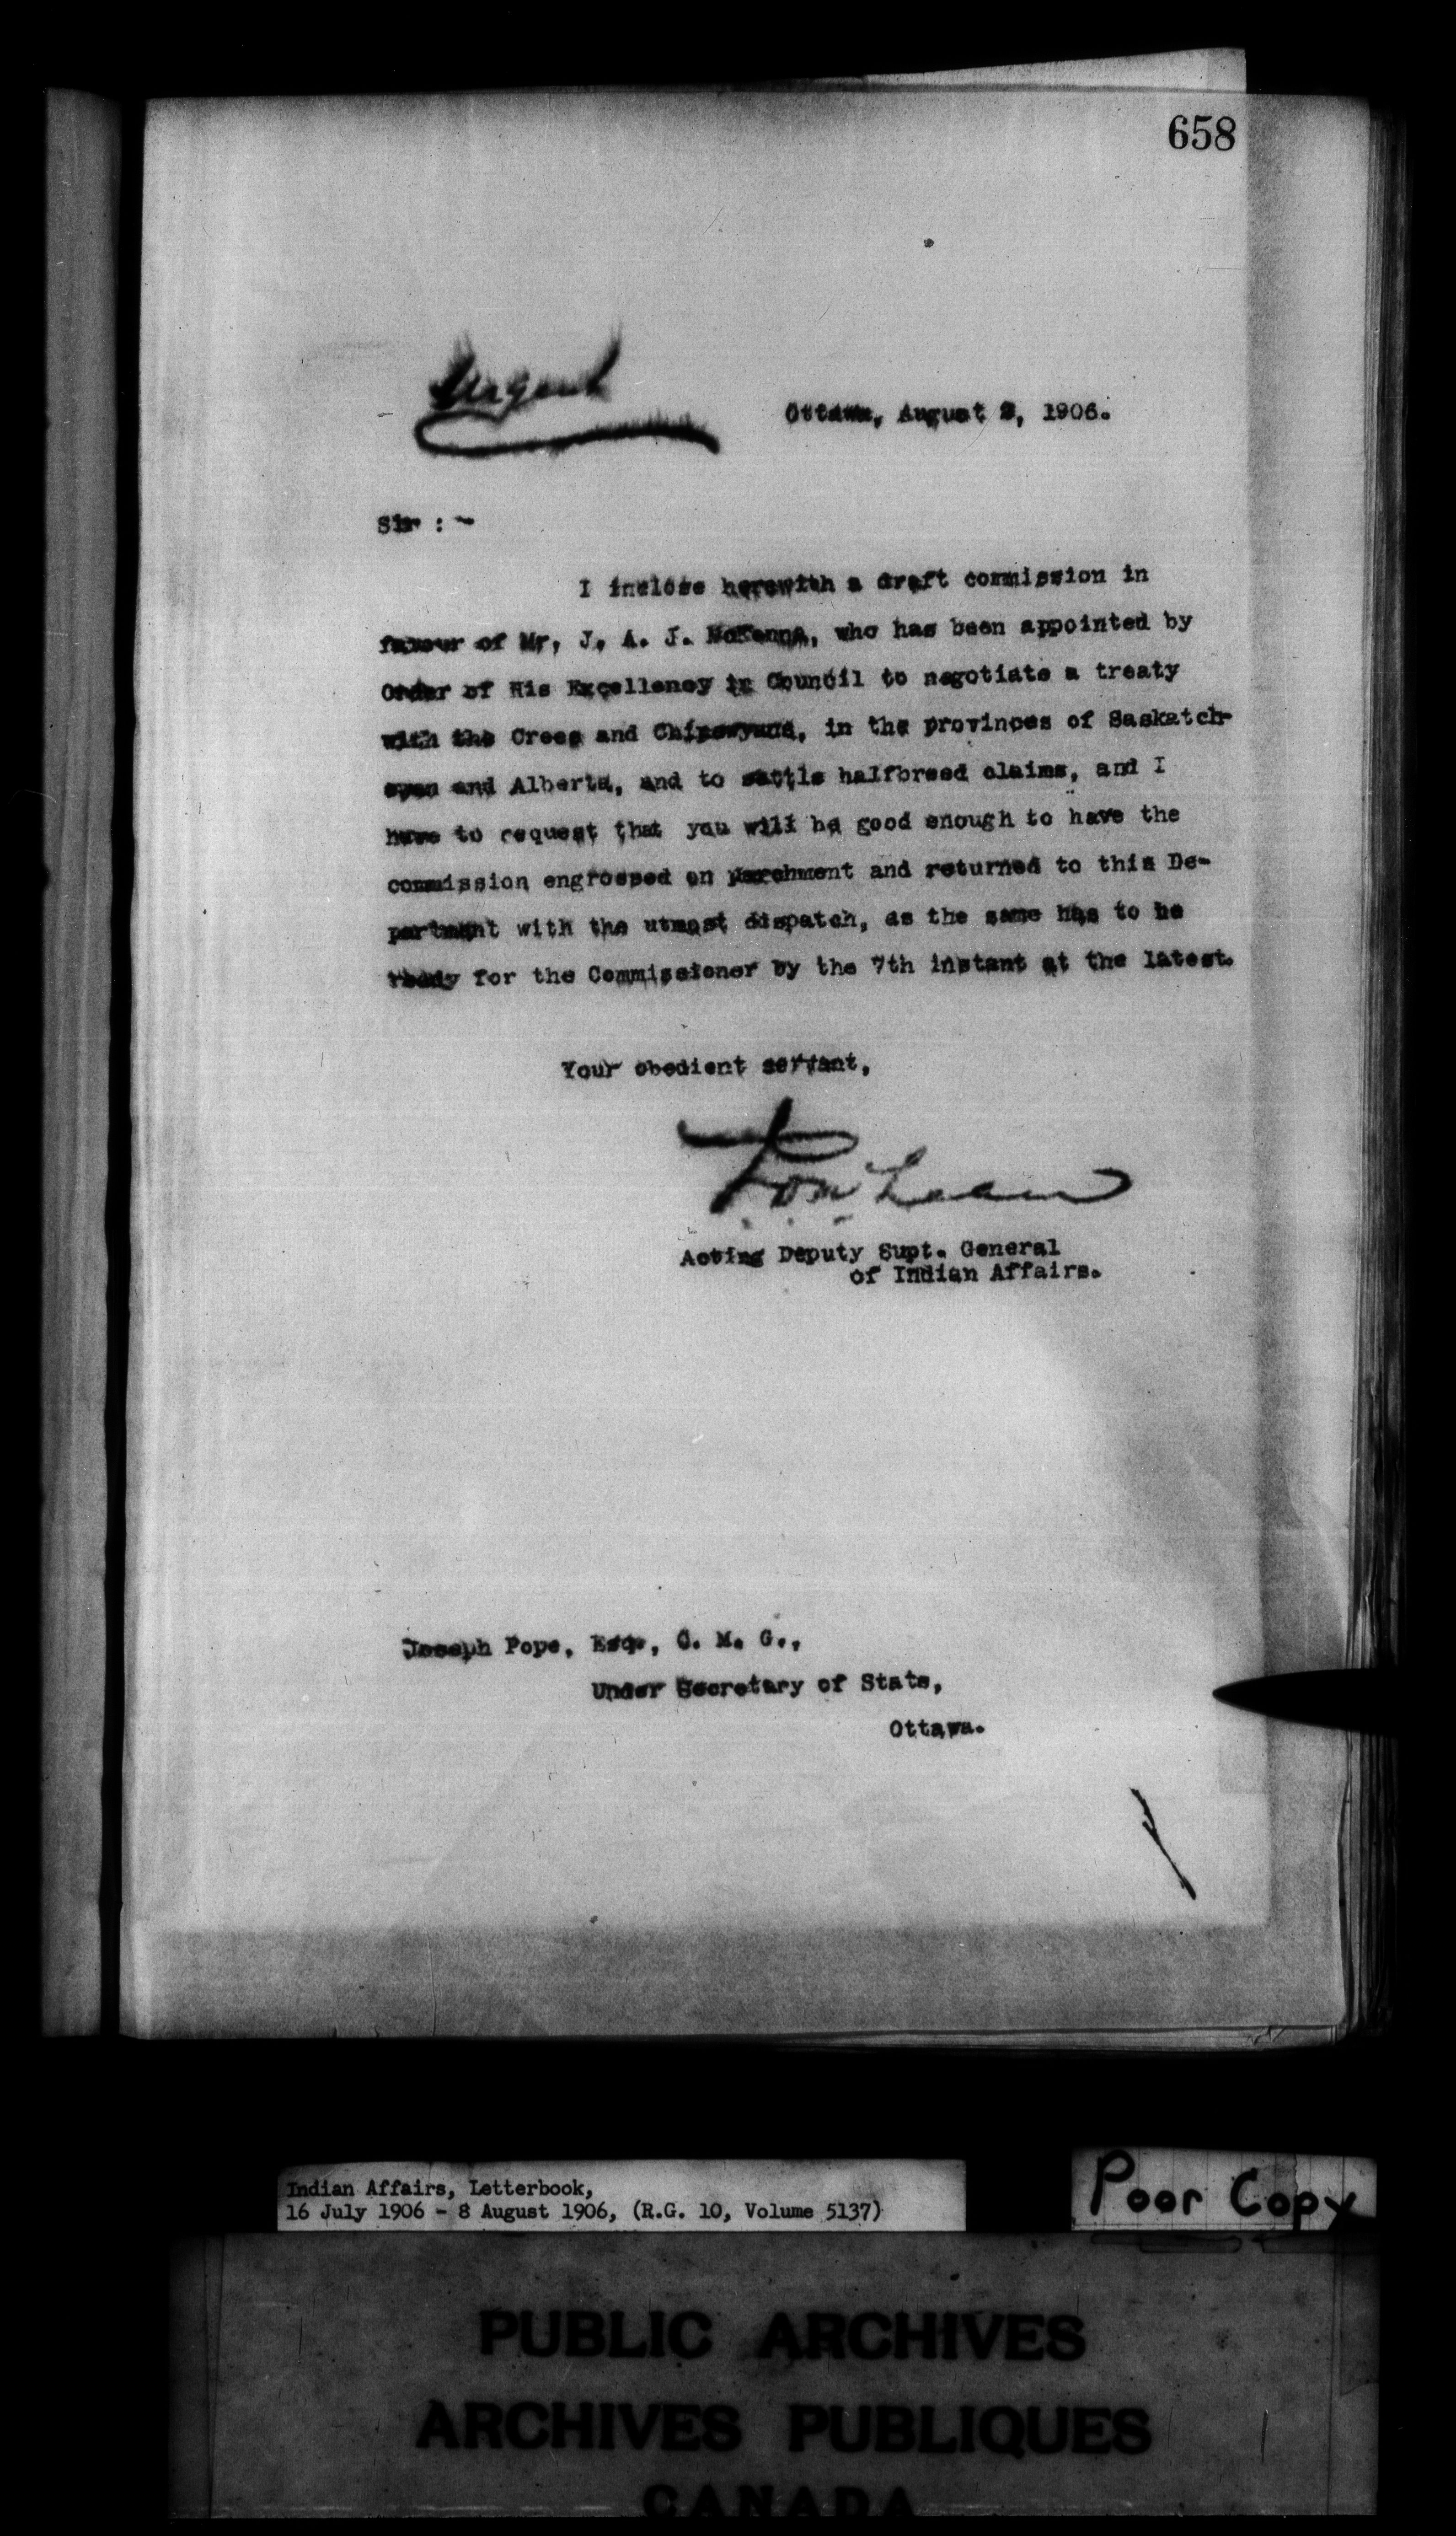 658
Urgent
Ottawa, August 2, 1906.
Sir : -
I inclose herewith a draft commission in
favour of Mr, J, A. J. McKenna, who has been appointed by
Order of His Excellency in Council to negotiate a treaty
with the Crees and Chipewyans, in the provinces of Saskatch-
ewan and Alberta, and to settle halfbreed claims, and I
have to request that you will be good enough to have the
commission engrossed on parchment and returned to this De-
partment with the utmost dispatch, as the same has to be
ready for the Commissioner by the 7th instant at the latest.
Your obedient servant,
Acting Deputy Supt. General
of Indian Affairs.
Joseph Pope, Esq., C. M. G.,
Under Secretary of State,
Ottawa.
Indian Affairs, Letterbook,
16 July 1906 - 8 August 1906, (R.G. 10, Volume 5137)
Poor Copy
PUBLIC ARCHIVES
ARCHIVES PUBLIQUES
CANADA